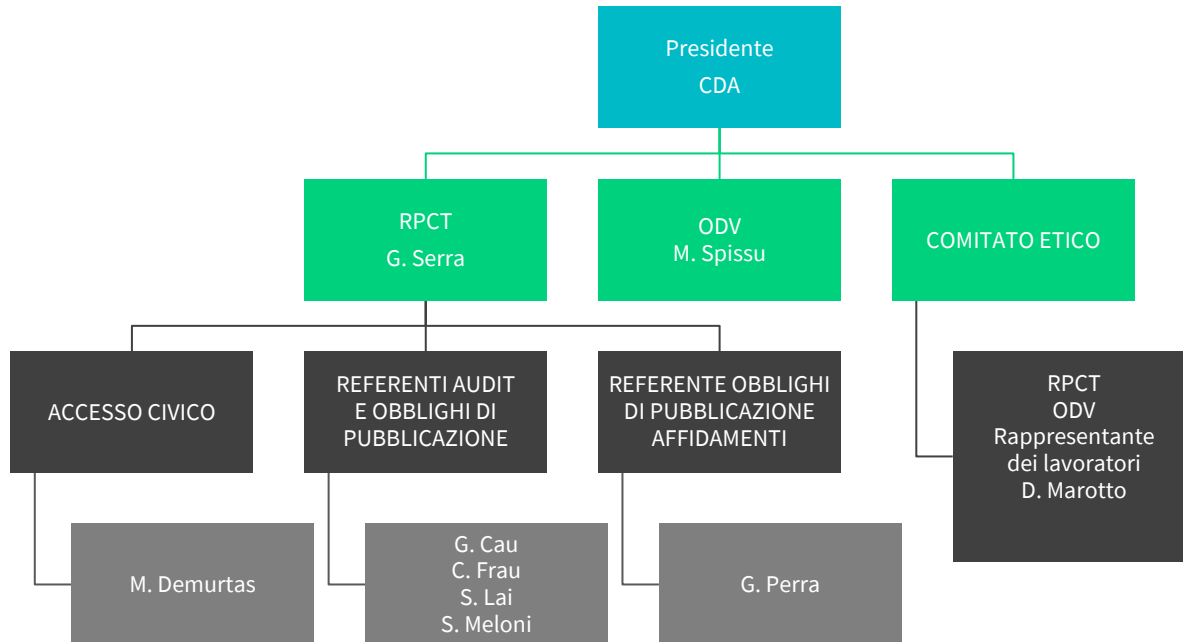 Presidente
CDA
RPCT
G. Serra
ODV
M. Spissu
COMITATO ETICO
ACCESSO CIVICO
REFERENTI AUDIT
E OBBLIGHI DI
PUBBLICAZIONE
REFERENTE OBBLIGHI
DI PUBBLICAZIONE
AFFIDAMENTI
RPCT
ODV
Rappresentante
dei lavoratori
D. Marotto
M. Demurtas
G. Cau
C. Frau
S. Lai
S. Meloni
G. Perra